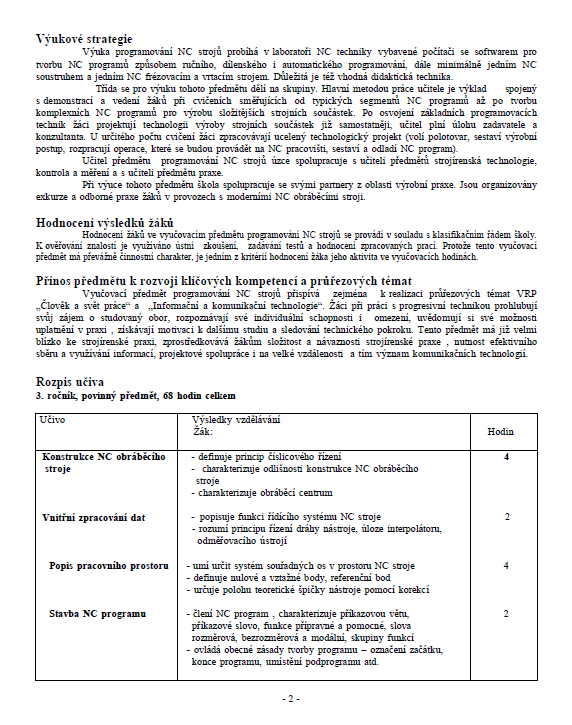 Výukové strategie
Výuka programování NC strojů probíhá v laboratoři NC techniky vybavené počítači se softwarem pro
tvorbu NC programů způsobem ručního, dílenského i automatického programování, dále minimálně jedním NC
soustruhem a jedním NC frézovacím a vrtacím strojem. Důležitá je též vhodná didaktická technika.
Třída se pro výuku tohoto předmětu dělí na skupiny. Hlavní metodou práce učitele je výklad spojený
s demonstrací a vedení žáků při cvičeních směřujících od typických segmentů NC programů až po tvorbu
komplexních NC programů pro výrobu složitějších strojních součástek. Po osvojení základních programovacích
technik žáci projektují technologii výroby strojních součástek již samostatněji, učitel plní úlohu zadavatele a
konzultanta. U určitého počtu cvičení žáci zpracovávají ucelený technologický projekt (volí polotovar, sestaví výrobní
postup, rozpracují operace, které se budou provádět na NC pracovišti, sestaví a odladí NC program).
Učitel předmětu programování NC strojů úzce spolupracuje s učiteli předmětů strojírenská technologie,
kontrola a měření a s učiteli předmětu praxe.
Při výuce tohoto předmětu škola spolupracuje se svými partnery z oblasti výrobní praxe. Jsou organizovány
exkurze a odborné praxe žáků v provozech s moderními NC obráběcími stroji.
Hodnocení výsledků žáků
Hodnocení žáků ve vyučovacím předmětu programování NC strojů se provádí v souladu s klasifikačním řádem školy.
K ověřování znalostí je využíváno ústní zkoušení, zadávání testů a hodnocení zpracovaných prací. Protože tento vyučovací
předmět má převážně činnostní charakter, je jedním z kritérií hodnocení žáka jeho aktivita ve vyučovacích hodinách.
Přínos předmětu k rozvoji klíčových kompetencí a průřezových témat
Vyučovací předmět programování NC strojů přispívá zejména k realizaci průřezových témat VRP
„Člověk a svět práce“ a „Informační a komunikační technologie“. Žáci při práci s progresivní technikou prohlubují
svůj zájem o studovaný obor, rozpoznávají své individuální schopnosti i omezení, uvědomují si své možnosti
uplatnění v praxi , získávají motivaci k dalšímu studiu a sledování technického pokroku. Tento předmět má již velmi
blízko ke strojírenské praxi, zprostředkovává žákům složitost a návaznosti strojírenské praxe , nutnost efektivního
sběru a využívání informací, projektové spolupráce i na velké vzdálenosti a tím význam komunikačních technologií.
Rozpis učiva
3. ročník, povinný předmět, 68 hodin celkem
Učivo
Výsledky vzdělávání
Žák:
Hodin
Konstrukce NC obráběcího
stroje
- definuje princip číslicového řízení
- charakterizuje odlišnosti konstrukce NC obráběcího
stroje
- charakterizuje obráběcí centrum
4
Vnitřní zpracování dat
- popisuje funkci řídícího systému NC stroje
- rozumí principu řízení dráhy nástroje, úloze interpolátoru,
odměřovacího ústrojí
2
Popis pracovního prostoru
- umí určit systém souřadných os v prostoru NC stroje
- definuje nulové a vztažné body, referenční bod
- určuje polohu teoretické špičky nástroje pomocí korekcí
4
Stavba NC programu
- člení NC program , charakterizuje příkazovou větu,
příkazové slovo, funkce přípravné a pomocné, slova
rozměrová, bezrozměrová a modální, skupiny funkcí
- ovládá obecné zásady tvorby programu – označení začátku,
konce programu, umístění podprogramu atd.
2
- 2 -